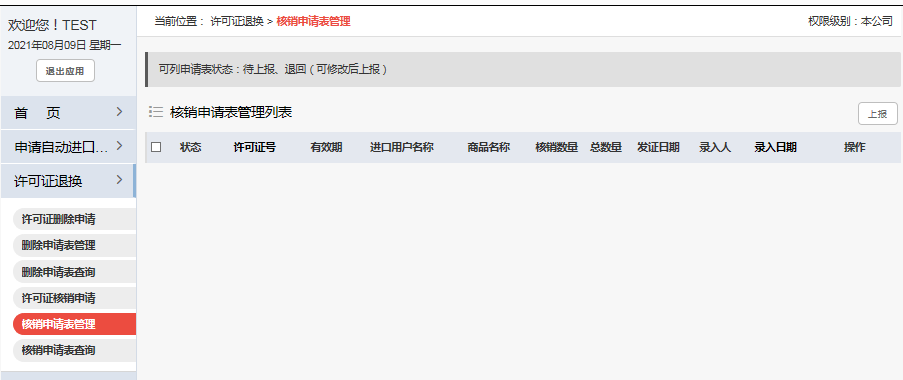 欢迎您！TEST
2021年08月09日 星期一
退出应用
首 页
申请自动进口...
许可证退换
许可证删除申请
删除申请表管理
删除申请表查询
许可证核销申请
核销申请表管理
核销申请表查询
当前位置： 许可证退换 > 核销申请表管理
权限级别：本公司
可列申请表状态：待上报、退回（可修改后上报）
核销申请表管理列表
上报
状态 许可证号 有效期 进口用户名称 商品名称 核销数量 总数量 发证日期 录入人 录入日期 操作